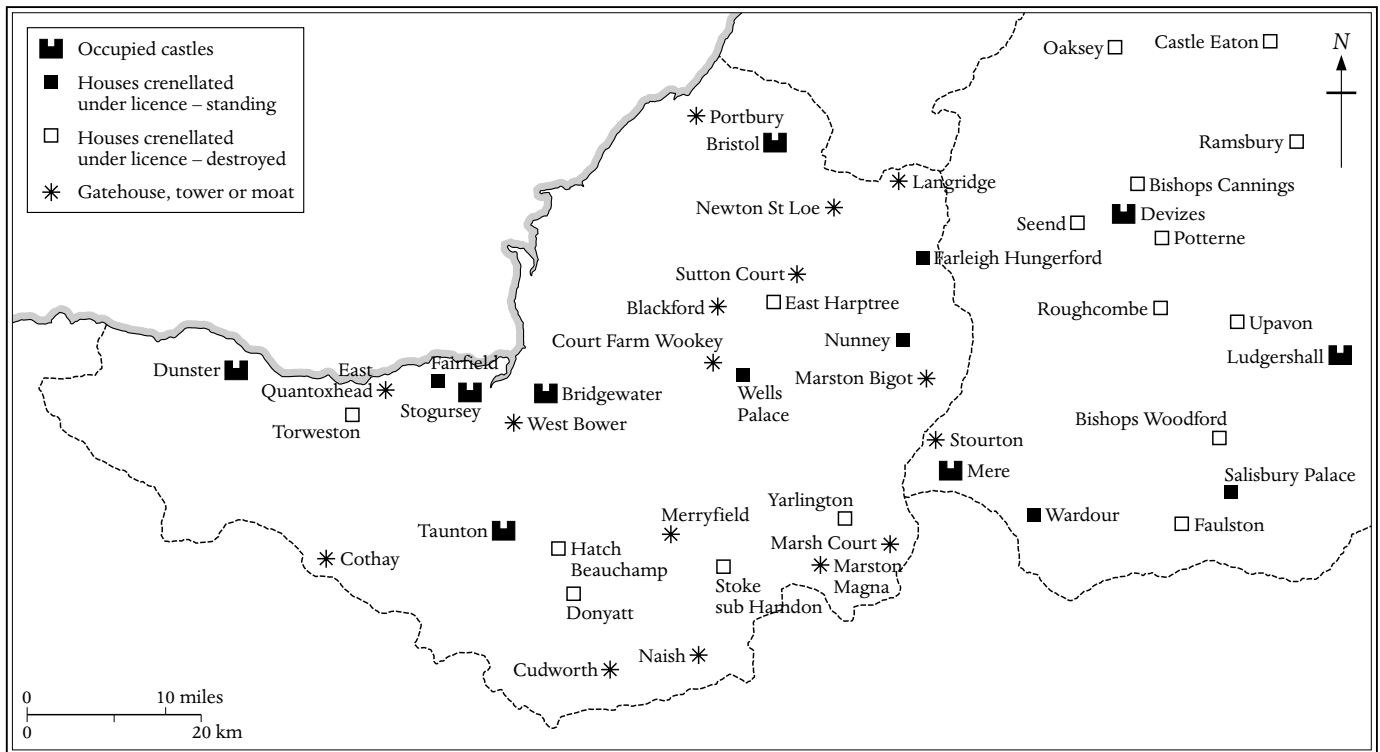 Occupied castles
Houses crenellated
under licence – standing
Houses crenellated
under licence – destroyed
Gatehouse, tower or moat
N
Oaksey
Castle Eaton
Portbury
Bristol
Ramsbury
Langridge
Bishops Cannings
Newton St Loe
Devizes
Seend
Potterne
Farleigh Hungerford
Sutton Court
Blackford
East Harptree
Roughcombe
Upavon
Court Farm Wookey
Nunney
Ludgershall
Dunster
East
Quantoxhead
Fairfield
Marston Bigot
Wells
Palace
Stogursey
Bridgewater
Torweston
West Bower
Bishops Woodford
Stourton
Mere
Salisbury Palace
Yarlington
Wardour
Faulston
Merryfield
Taunton
Marsh Court
Hatch
Beauchamp
Cothay
Marston
Magna
Stoke
sub Hamdon
Donyatt
Naish
Cudworth
0 10 miles
0 20 km